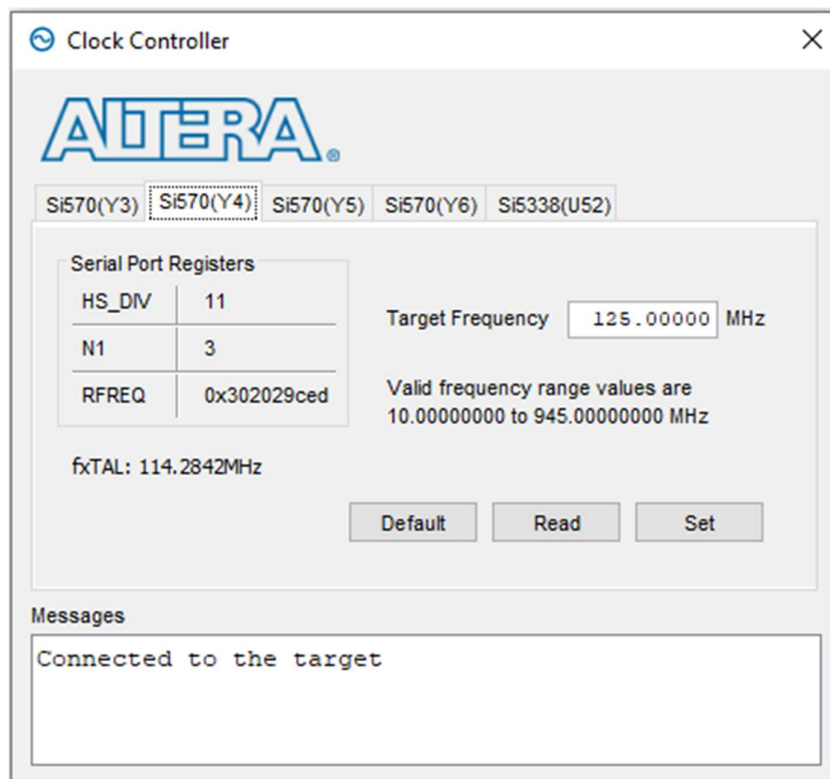 Clock Controller
ALTERA®
Si570(Y3) Si570(Y4) Si570(Y5) Si570(Y6) Si5338(U52)
Serial Port Registers
HS_DIV 11
N1 3
RFREQ 0x302029ced
fxTAL: 114.2842MHz
Target Frequency 125.00000 MHz
Valid frequency range values are
10.00000000 to 945.00000000 MHz
Default Read Set
Messages
Connected to the target